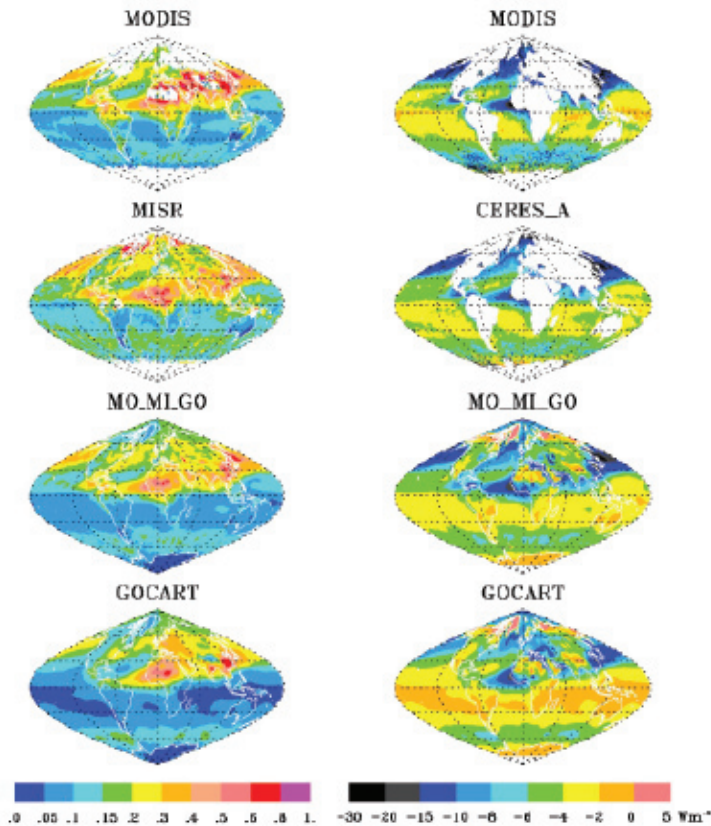 MODIS MODIS
MISR CERES_A
MO_MI_GO MO_MI_GO
GOCART GOCART
.0 .05 .1 .15 .2 .3 .4 .5 .6 .8 1. -30 -20 -15 -10 -8 -6 -4 -2 0 5 Wm⁻